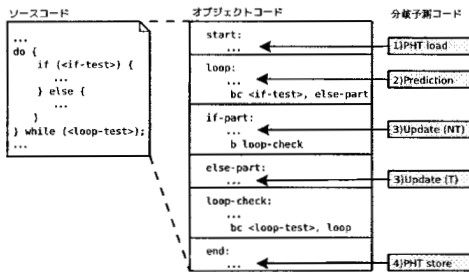 ソースコード
...
do {
if (<if-test>) {
...
} else {
...
}
} while (<loop-test>);
...
オブジェクトコード
start:
...
loop:
...
bc <if-test>, else-part
if-part:
...
b loop-check
else-part:
...
loop-check:
...
bc <loop-test>, loop
end:
...
分岐予測コード
1)PHT load
2)Prediction
3)Update (NT)
3)Update (T)
4)PHT store